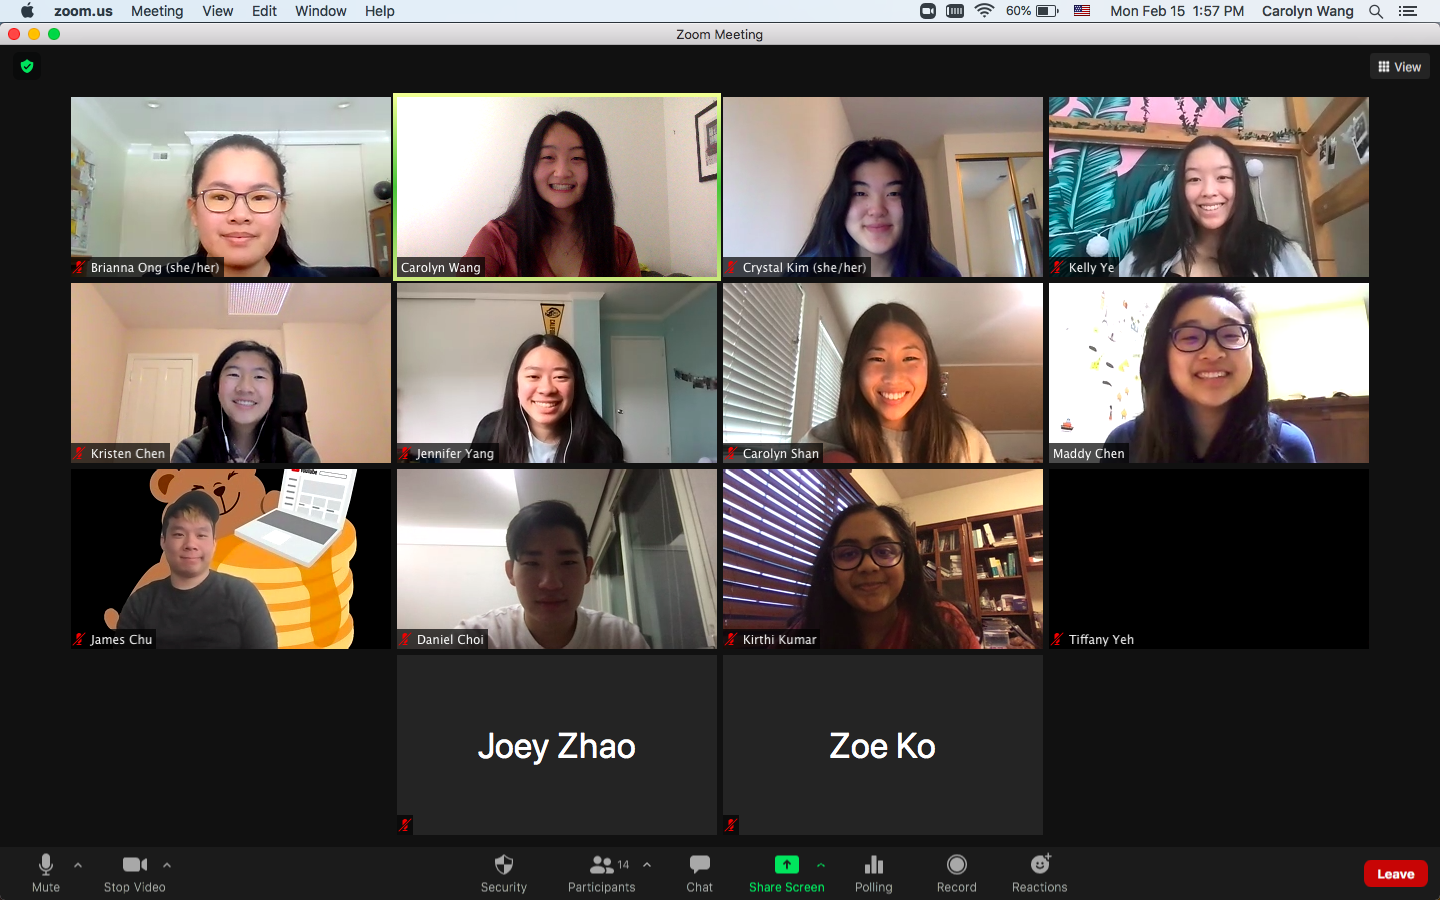 zoom.us Meeting View Edit Window Help 60% Mon Feb 15 1:57 PM Carolyn Wang
Zoom Meeting
View
Brianna Ong (she/her)
Carolyn Wang
Crystal Kim (she/her)
Kelly Ye
Kristen Chen
Jennifer Yang
Carolyn Shan
Maddy Chen
James Chu
Daniel Choi
Kirthi Kumar
Tiffany Yeh
Joey Zhao
Zoe Ko
Mute
Stop Video
Security
Participants 14
Chat
Share Screen
Polling
Record
Reactions
Leave